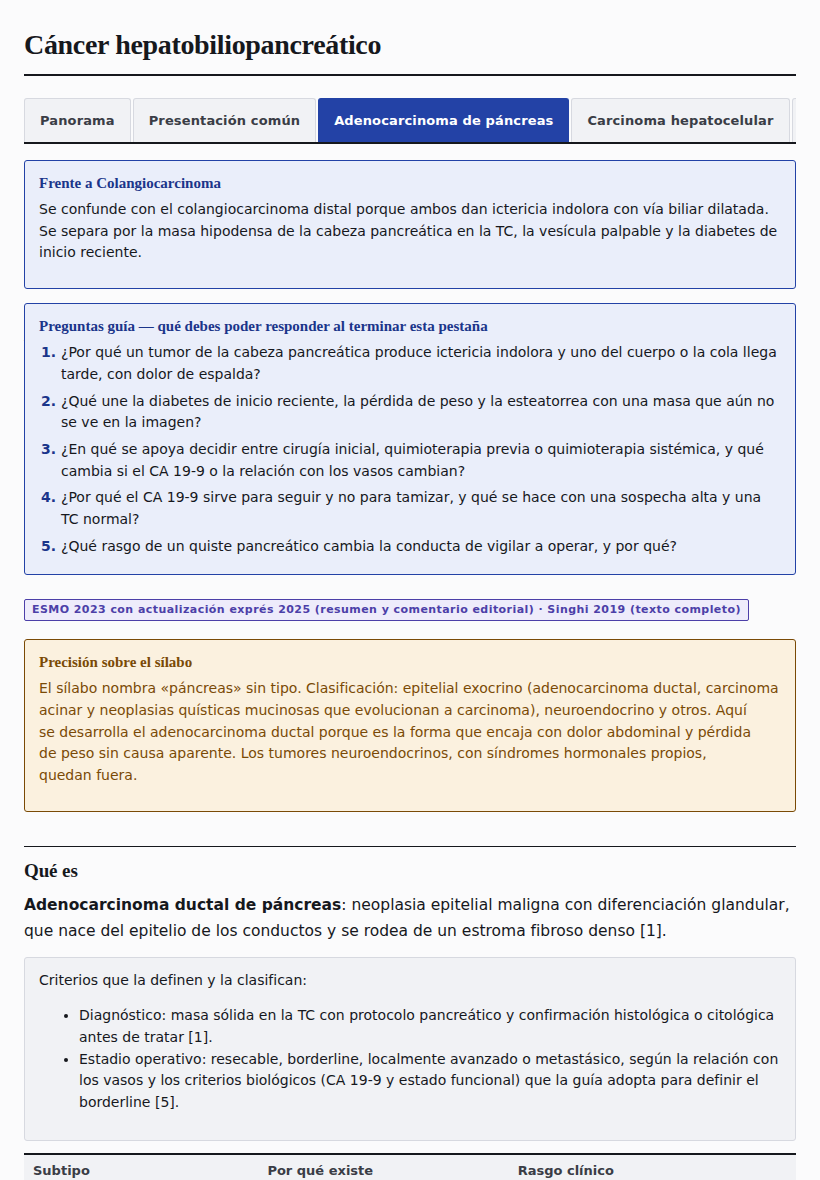 Cáncer hepatobiliopancreático
Panorama
Presentación común
Adenocarcinoma de páncreas
Carcinoma hepatocelular
Frente a Colangiocarcinoma
Se confunde con el colangiocarcinoma distal porque ambos dan ictericia indolora con vía biliar dilatada.
Se separa por la masa hipodensa de la cabeza pancreática en la TC, la vesícula palpable y la diabetes de
inicio reciente.
Preguntas guía — qué debes poder responder al terminar esta pestaña
1. ¿Por qué un tumor de la cabeza pancreática produce ictericia indolora y uno del cuerpo o la cola llega
tarde, con dolor de espalda?
2. ¿Qué une la diabetes de inicio reciente, la pérdida de peso y la esteatorrea con una masa que aún no
se ve en la imagen?
3. ¿En qué se apoya decidir entre cirugía inicial, quimioterapia previa o quimioterapia sistémica, y qué
cambia si el CA 19-9 o la relación con los vasos cambian?
4. ¿Por qué el CA 19-9 sirve para seguir y no para tamizar, y qué se hace con una sospecha alta y una
TC normal?
5. ¿Qué rasgo de un quiste pancreático cambia la conducta de vigilar a operar, y por qué?
ESMO 2023 con actualización exprés 2025 (resumen y comentario editorial) · Singhi 2019 (texto completo)
Precisión sobre el sílabo
El sílabo nombra «páncreas» sin tipo. Clasificación: epitelial exocrino (adenocarcinoma ductal, carcinoma
acinar y neoplasias quísticas mucinosas que evolucionan a carcinoma), neuroendocrino y otros. Aquí
se desarrolla el adenocarcinoma ductal porque es la forma que encaja con dolor abdominal y pérdida
de peso sin causa aparente. Los tumores neuroendocrinos, con síndromes hormonales propios,
quedan fuera.
Qué es
Adenocarcinoma ductal de páncreas: neoplasia epitelial maligna con diferenciación glandular,
que nace del epitelio de los conductos y se rodea de un estroma fibroso denso [1].
Criterios que la definen y la clasifican:
• Diagnóstico: masa sólida en la TC con protocolo pancreático y confirmación histológica o citológica
antes de tratar [1].
• Estadio operativo: resecable, borderline, localmente avanzado o metastásico, según la relación con
los vasos y los criterios biológicos (CA 19-9 y estado funcional) que la guía adopta para definir el
borderline [5].
Subtipo
Por qué existe
Rasgo clínico